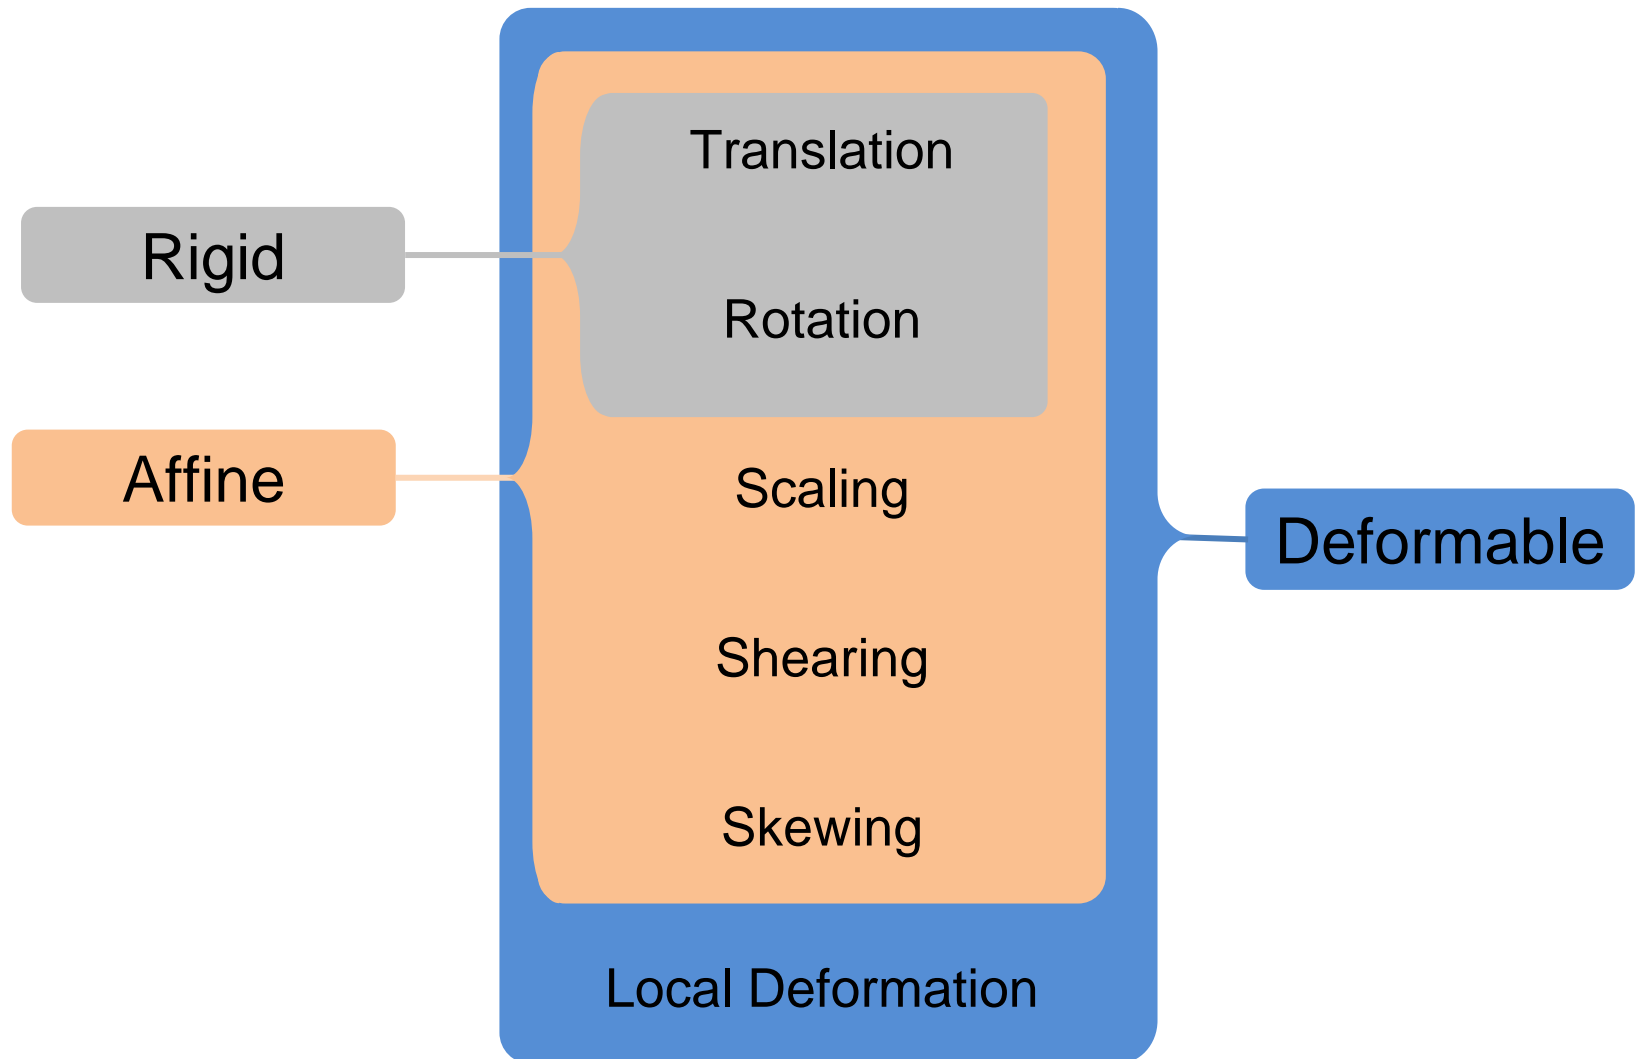 Translation
Rigid
Rotation
Affine
Scaling
Deformable
Shearing
Skewing
Local Deformation